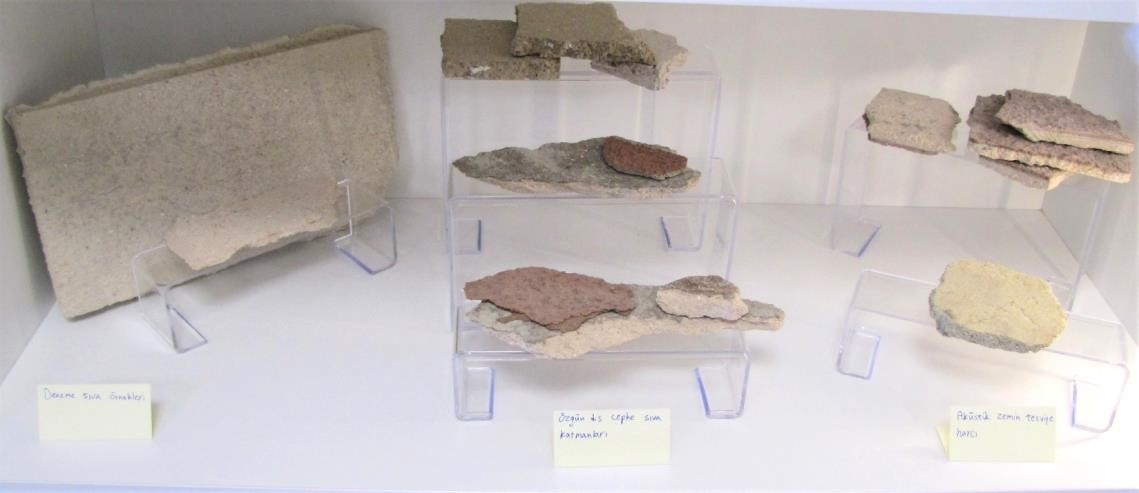 Deneme sıva örnekleri
Özgün dış cephe sıva
katmanları
Akustik zemin tesviye
harcı